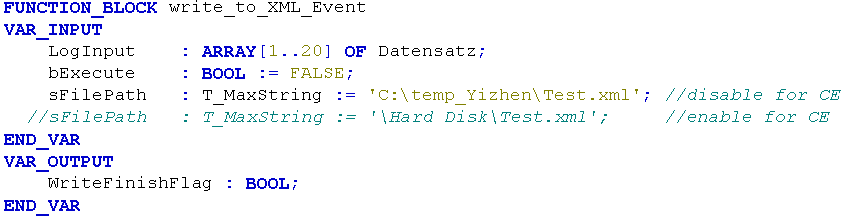 FUNCTION_BLOCK write_to_XML_Event
VAR_INPUT
    LogInput    : ARRAY[1..20] OF Datensatz;
    bExecute    : BOOL := FALSE;
    sFilePath   : T_MaxString := 'C:\temp_Yizhen\Test.xml'; //disable for CE
  //sFilePath   : T_MaxString := '\Hard Disk\Test.xml';     //enable for CE
END_VAR
VAR_OUTPUT
    WriteFinishFlag : BOOL;
END_VAR